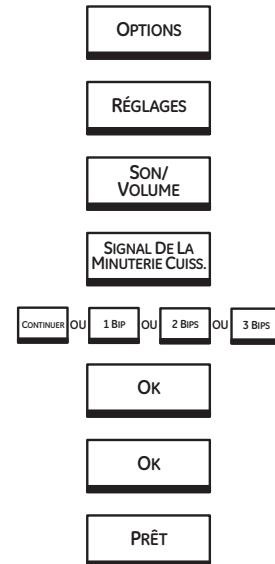 OPTIONS
RÉGLAGES
SON/
VOLUME
SIGNAL DE LA
MINUTERIE CUISS.
CONTINUER OU 1 BIP OU 2 BIPS OU 3 BIPS
OK
OK
PRÊT